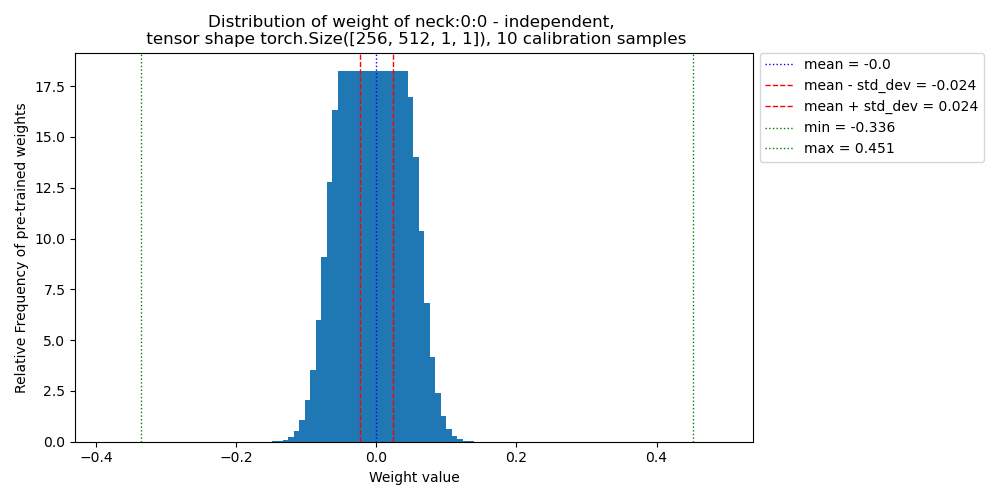 Distribution of weight of neck:0:0 - independent,
tensor shape torch.Size([256, 512, 1, 1]), 10 calibration samples
mean = -0.0
mean - std_dev = -0.024
mean + std_dev = 0.024
min = -0.336
max = 0.451
Relative Frequency of pre-trained weights
17.5
15.0
12.5
10.0
7.5
5.0
2.5
0.0
−0.4 −0.2 0.0 0.2 0.4
Weight value